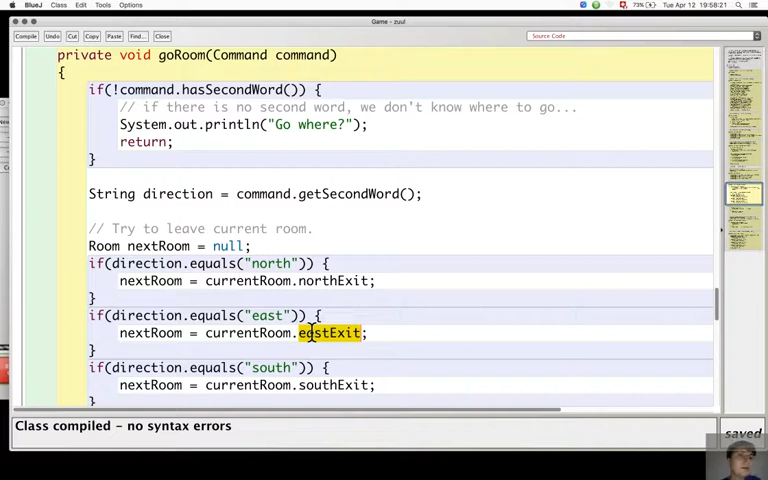 BlueJ Class Edit Tools Options 73% Tue Apr 12 19:58:21
Game - zuul
Compile Undo Cut Copy Paste Find... Close Source Code
private void goRoom(Command command)
{
if(!command.hasSecondWord()) {
// if there is no second word, we don't know where to go...
System.out.println("Go where?");
return;
}
String direction = command.getSecondWord();
// Try to leave current room.
Room nextRoom = null;
if(direction.equals("north")) {
nextRoom = currentRoom.northExit;
}
if(direction.equals("east")) {
nextRoom = currentRoom.eastExit;
}
if(direction.equals("south")) {
nextRoom = currentRoom.southExit;
}
Class compiled - no syntax errors
saved